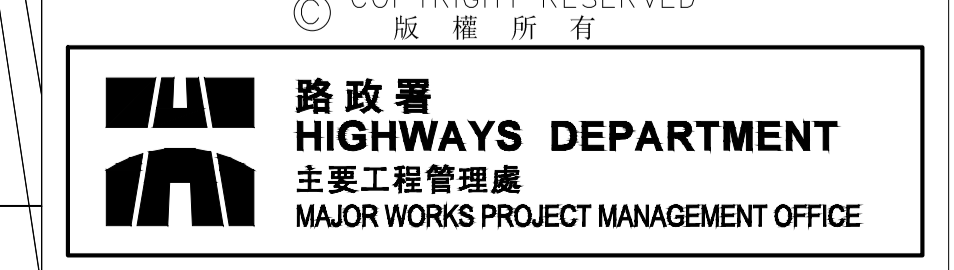 © COPYRIGHT RESERVED
版 權 所 有
路政署
HIGHWAYS DEPARTMENT
主要工程管理處
MAJOR WORKS PROJECT MANAGEMENT OFFICE